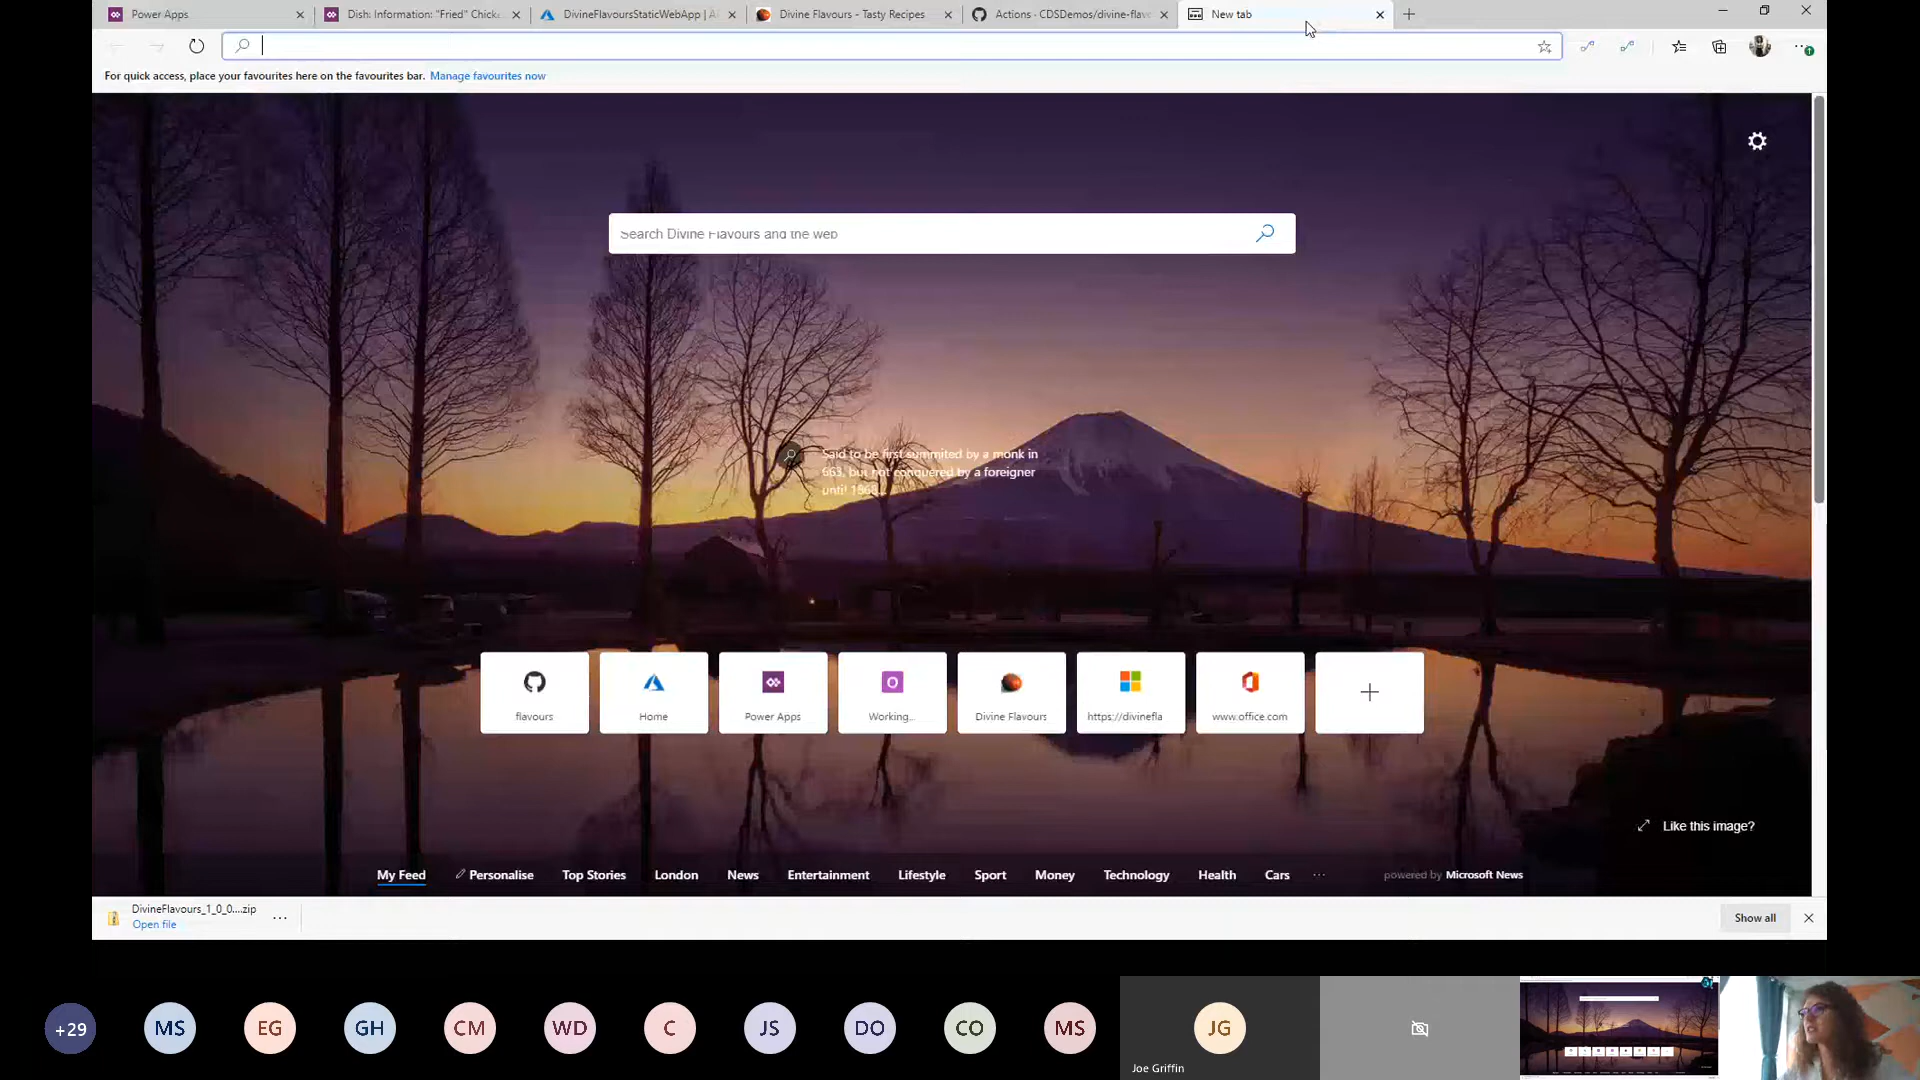 Power Apps
Dish: Information: "Fried" Chick
DivineFlavoursStaticWebApp | A
Divine Flavours - Tasty Recipes
Actions · CDSDemos/divine-flav
New tab
For quick access, place your favourites here on the favourites bar. Manage favourites now
Search Divine Flavours and the web
Said to be first summited by a monk in
663, but not conquered by a foreigner
until
flavours
Home
Power Apps
Working...
Divine Flavours
https://divinefla
www.office.com
Like this image?
My Feed
Personalise
Top Stories
London
News
Entertainment
Lifestyle
Sport
Money
Technology
Health
Cars
...
powered by Microsoft News
DivineFlavours_1_0_0....zip
Open file
Show all
+29
MS
EG
GH
CM
WD
C
JS
DO
CO
MS
JG
Joe Griffin